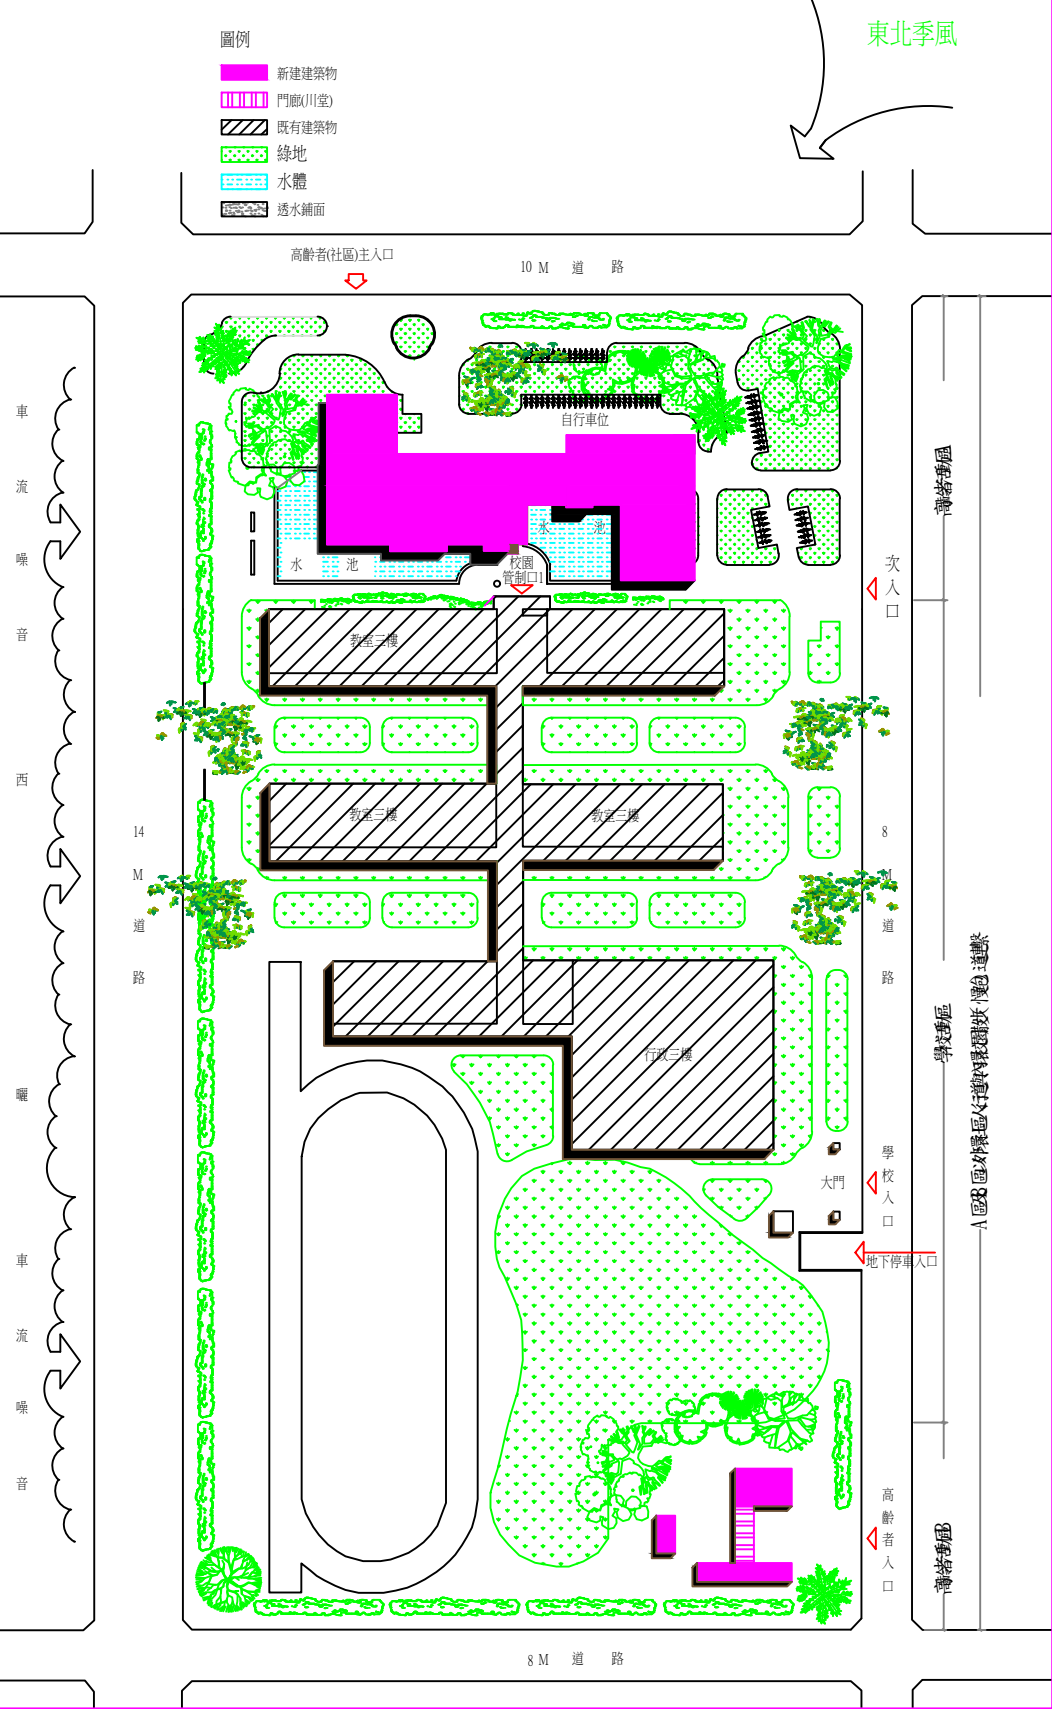 東北季風
圖例
新建建築物
門廊(川堂)
既有建築物
綠地
水體
透水鋪面
高齡者(社區)主入口
10 M 道 路
自行車位
水 池
水 池
校園
管制口1
次入口
教室三樓
教室三樓
教室三樓
行政三樓
車流噪音
西曬
車流噪音
14 M 道 路
8 M 道 路
學校入口
大門
地下停車入口
高齡者入口
學校區
8 M 道 路